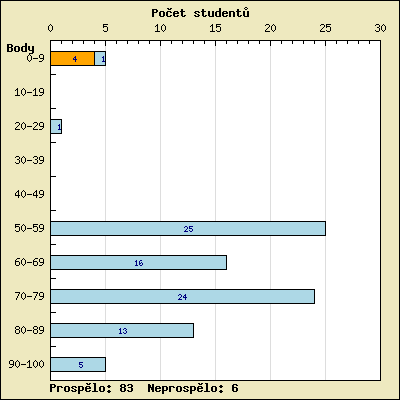 Počet studentů
0 5 10 15 20 25 30
Body
0-9 4 1
10-19
20-29 1
30-39
40-49
50-59 25
60-69 16
70-79 24
80-89 13
90-100 5
Prospělo: 83 Neprospělo: 6